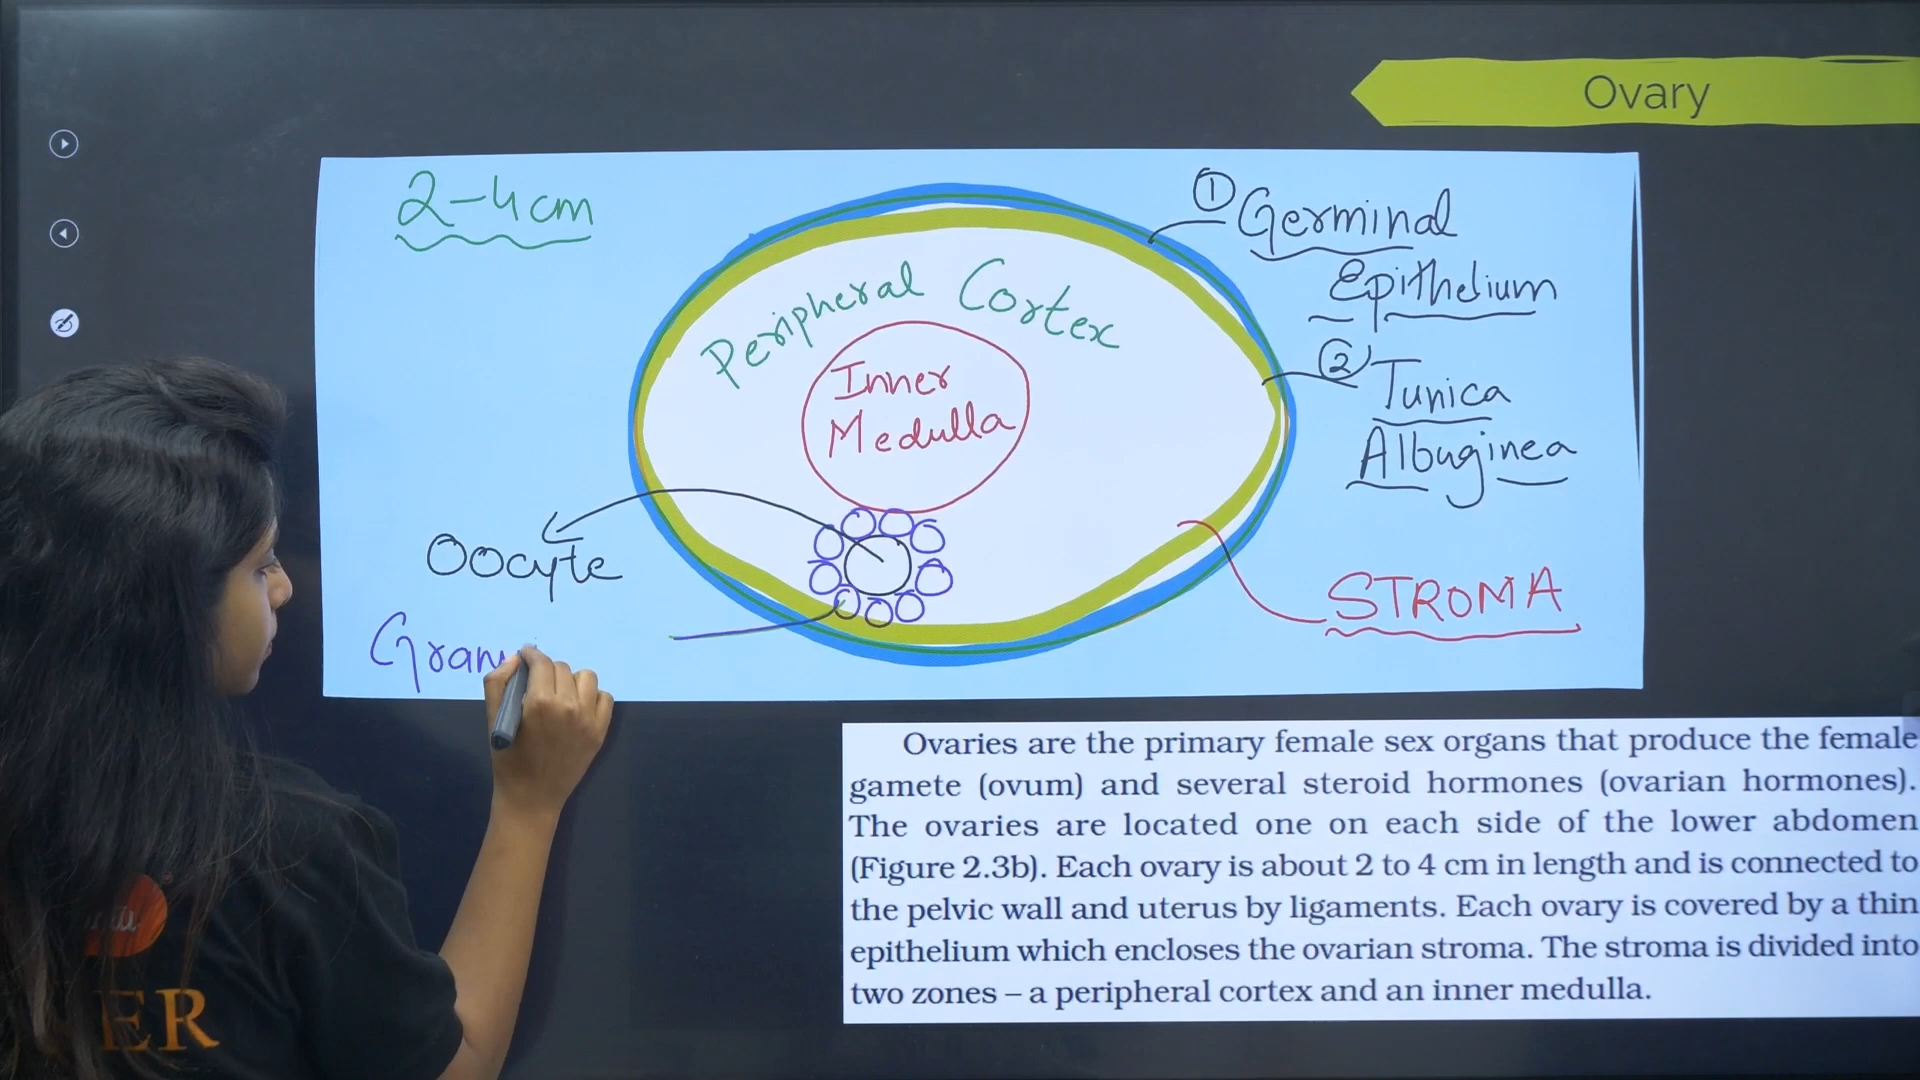 Ovary
2-4cm
① Germinal
Epithelium
② Tunica
Albuginea
Peripheral Cortex
Inner
Medulla
Oocyte
STROMA
Ovaries are the primary female sex organs that produce the female
gamete (ovum) and several steroid hormones (ovarian hormones).
The ovaries are located one on each side of the lower abdomen
(Figure 2.3b). Each ovary is about 2 to 4 cm in length and is connected to
the pelvic wall and uterus by ligaments. Each ovary is covered by a thin
epithelium which encloses the ovarian stroma. The stroma is divided into
two zones – a peripheral cortex and an inner medulla.